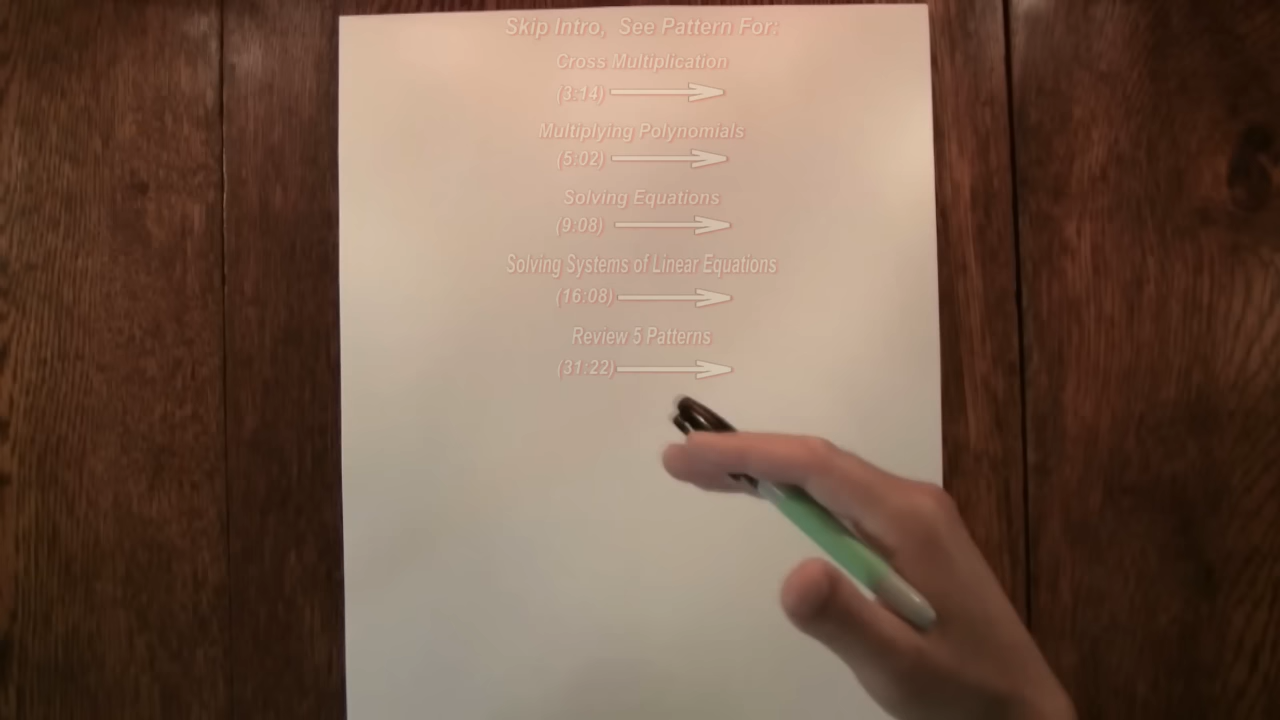 Skip Intro, See Pattern For:
Cross Multiplication
(3:14)
Multiplying Polynomials
(5:02)
Solving Equations
(9:08)
Solving Systems of Linear Equations
(16:08)
Review 5 Patterns
(31:22)